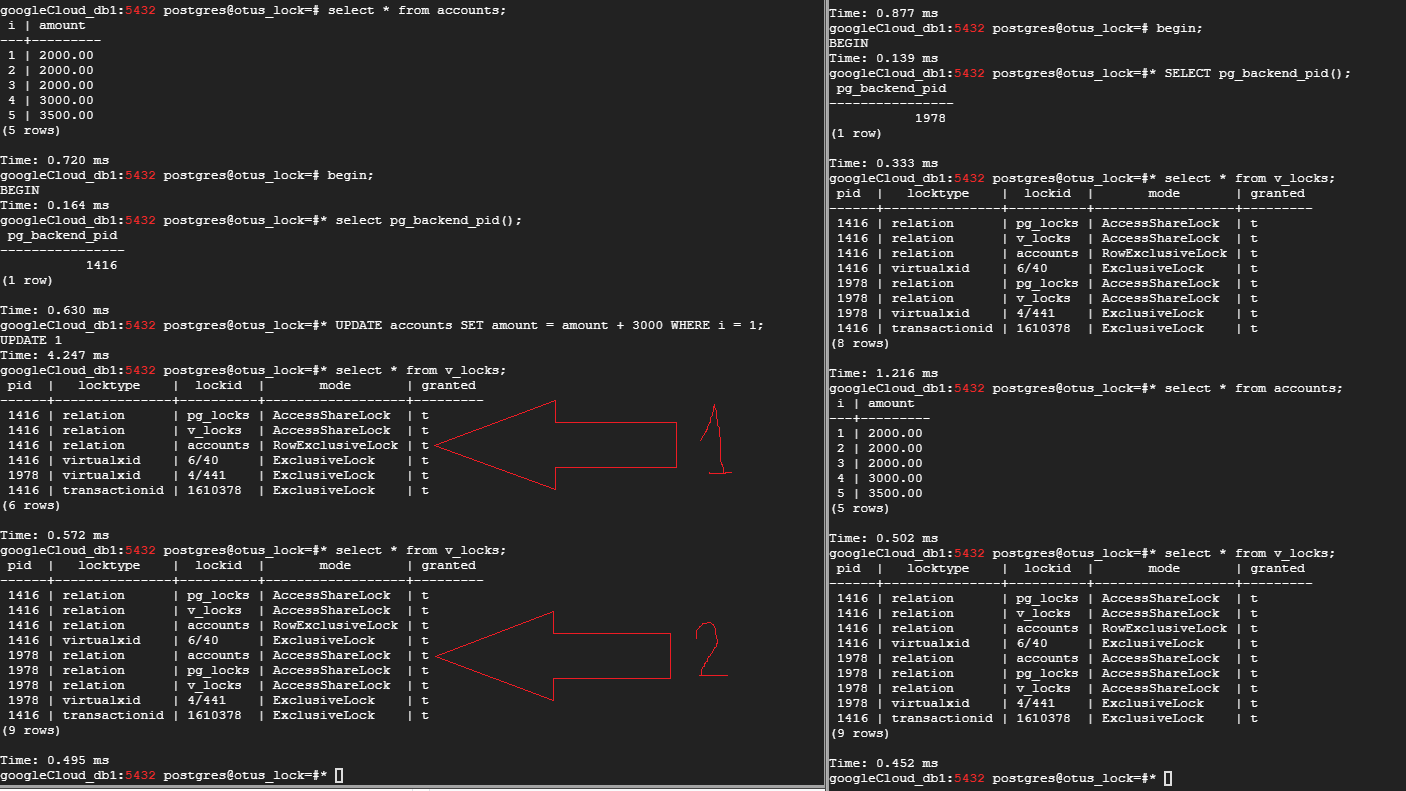 googleCloud_db1:5432 postgres@otus_lock=# select * from accounts;
 i | amount
---+---------
 1 | 2000.00
 2 | 2000.00
 3 | 2000.00
 4 | 3000.00
 5 | 3500.00
(5 rows)
Time: 0.720 ms
googleCloud_db1:5432 postgres@otus_lock=# begin;
BEGIN
Time: 0.164 ms
googleCloud_db1:5432 postgres@otus_lock=#* select pg_backend_pid();
 pg_backend_pid
----------------
           1416
(1 row)
Time: 0.630 ms
googleCloud_db1:5432 postgres@otus_lock=#* UPDATE accounts SET amount = amount + 3000 WHERE i = 1;
UPDATE 1
Time: 4.247 ms
googleCloud_db1:5432 postgres@otus_lock=#* select * from v_locks;
 pid  |   locktype    |  lockid  |       mode       | granted
------+---------------+----------+------------------+---------
 1416 | relation      | pg_locks | AccessShareLock  | t
 1416 | relation      | v_locks  | AccessShareLock  | t
 1416 | relation      | accounts | RowExclusiveLock | t
 1416 | virtualxid    | 6/40     | ExclusiveLock    | t
 1978 | virtualxid    | 4/441    | ExclusiveLock    | t
 1416 | transactionid | 1610378  | ExclusiveLock    | t
(6 rows)
1
Time: 0.572 ms
googleCloud_db1:5432 postgres@otus_lock=#* select * from v_locks;
 pid  |   locktype    |  lockid  |       mode       | granted
------+---------------+----------+------------------+---------
 1416 | relation      | pg_locks | AccessShareLock  | t
 1416 | relation      | v_locks  | AccessShareLock  | t
 1416 | relation      | accounts | RowExclusiveLock | t
 1416 | virtualxid    | 6/40     | ExclusiveLock    | t
 1978 | relation      | accounts | AccessShareLock  | t
 1978 | relation      | pg_locks | AccessShareLock  | t
 1978 | relation      | v_locks  | AccessShareLock  | t
 1978 | virtualxid    | 4/441    | ExclusiveLock    | t
 1416 | transactionid | 1610378  | ExclusiveLock    | t
(9 rows)
2
Time: 0.495 ms
googleCloud_db1:5432 postgres@otus_lock=#*
Time: 0.877 ms
googleCloud_db1:5432 postgres@otus_lock=# begin;
BEGIN
Time: 0.139 ms
googleCloud_db1:5432 postgres@otus_lock=#* SELECT pg_backend_pid();
 pg_backend_pid
----------------
           1978
(1 row)
Time: 0.333 ms
googleCloud_db1:5432 postgres@otus_lock=#* select * from v_locks;
 pid  |   locktype    |  lockid  |       mode       | granted
------+---------------+----------+------------------+---------
 1416 | relation      | pg_locks | AccessShareLock  | t
 1416 | relation      | v_locks  | AccessShareLock  | t
 1416 | relation      | accounts | RowExclusiveLock | t
 1416 | virtualxid    | 6/40     | ExclusiveLock    | t
 1978 | relation      | pg_locks | AccessShareLock  | t
 1978 | relation      | v_locks  | AccessShareLock  | t
 1978 | virtualxid    | 4/441    | ExclusiveLock    | t
 1416 | transactionid | 1610378  | ExclusiveLock    | t
(8 rows)
Time: 1.216 ms
googleCloud_db1:5432 postgres@otus_lock=#* select * from accounts;
 i | amount
---+---------
 1 | 2000.00
 2 | 2000.00
 3 | 2000.00
 4 | 3000.00
 5 | 3500.00
(5 rows)
Time: 0.502 ms
googleCloud_db1:5432 postgres@otus_lock=#* select * from v_locks;
 pid  |   locktype    |  lockid  |       mode       | granted
------+---------------+----------+------------------+---------
 1416 | relation      | pg_locks | AccessShareLock  | t
 1416 | relation      | v_locks  | AccessShareLock  | t
 1416 | relation      | accounts | RowExclusiveLock | t
 1416 | virtualxid    | 6/40     | ExclusiveLock    | t
 1978 | relation      | accounts | AccessShareLock  | t
 1978 | relation      | pg_locks | AccessShareLock  | t
 1978 | relation      | v_locks  | AccessShareLock  | t
 1978 | virtualxid    | 4/441    | ExclusiveLock    | t
 1416 | transactionid | 1610378  | ExclusiveLock    | t
(9 rows)
Time: 0.452 ms
googleCloud_db1:5432 postgres@otus_lock=#*